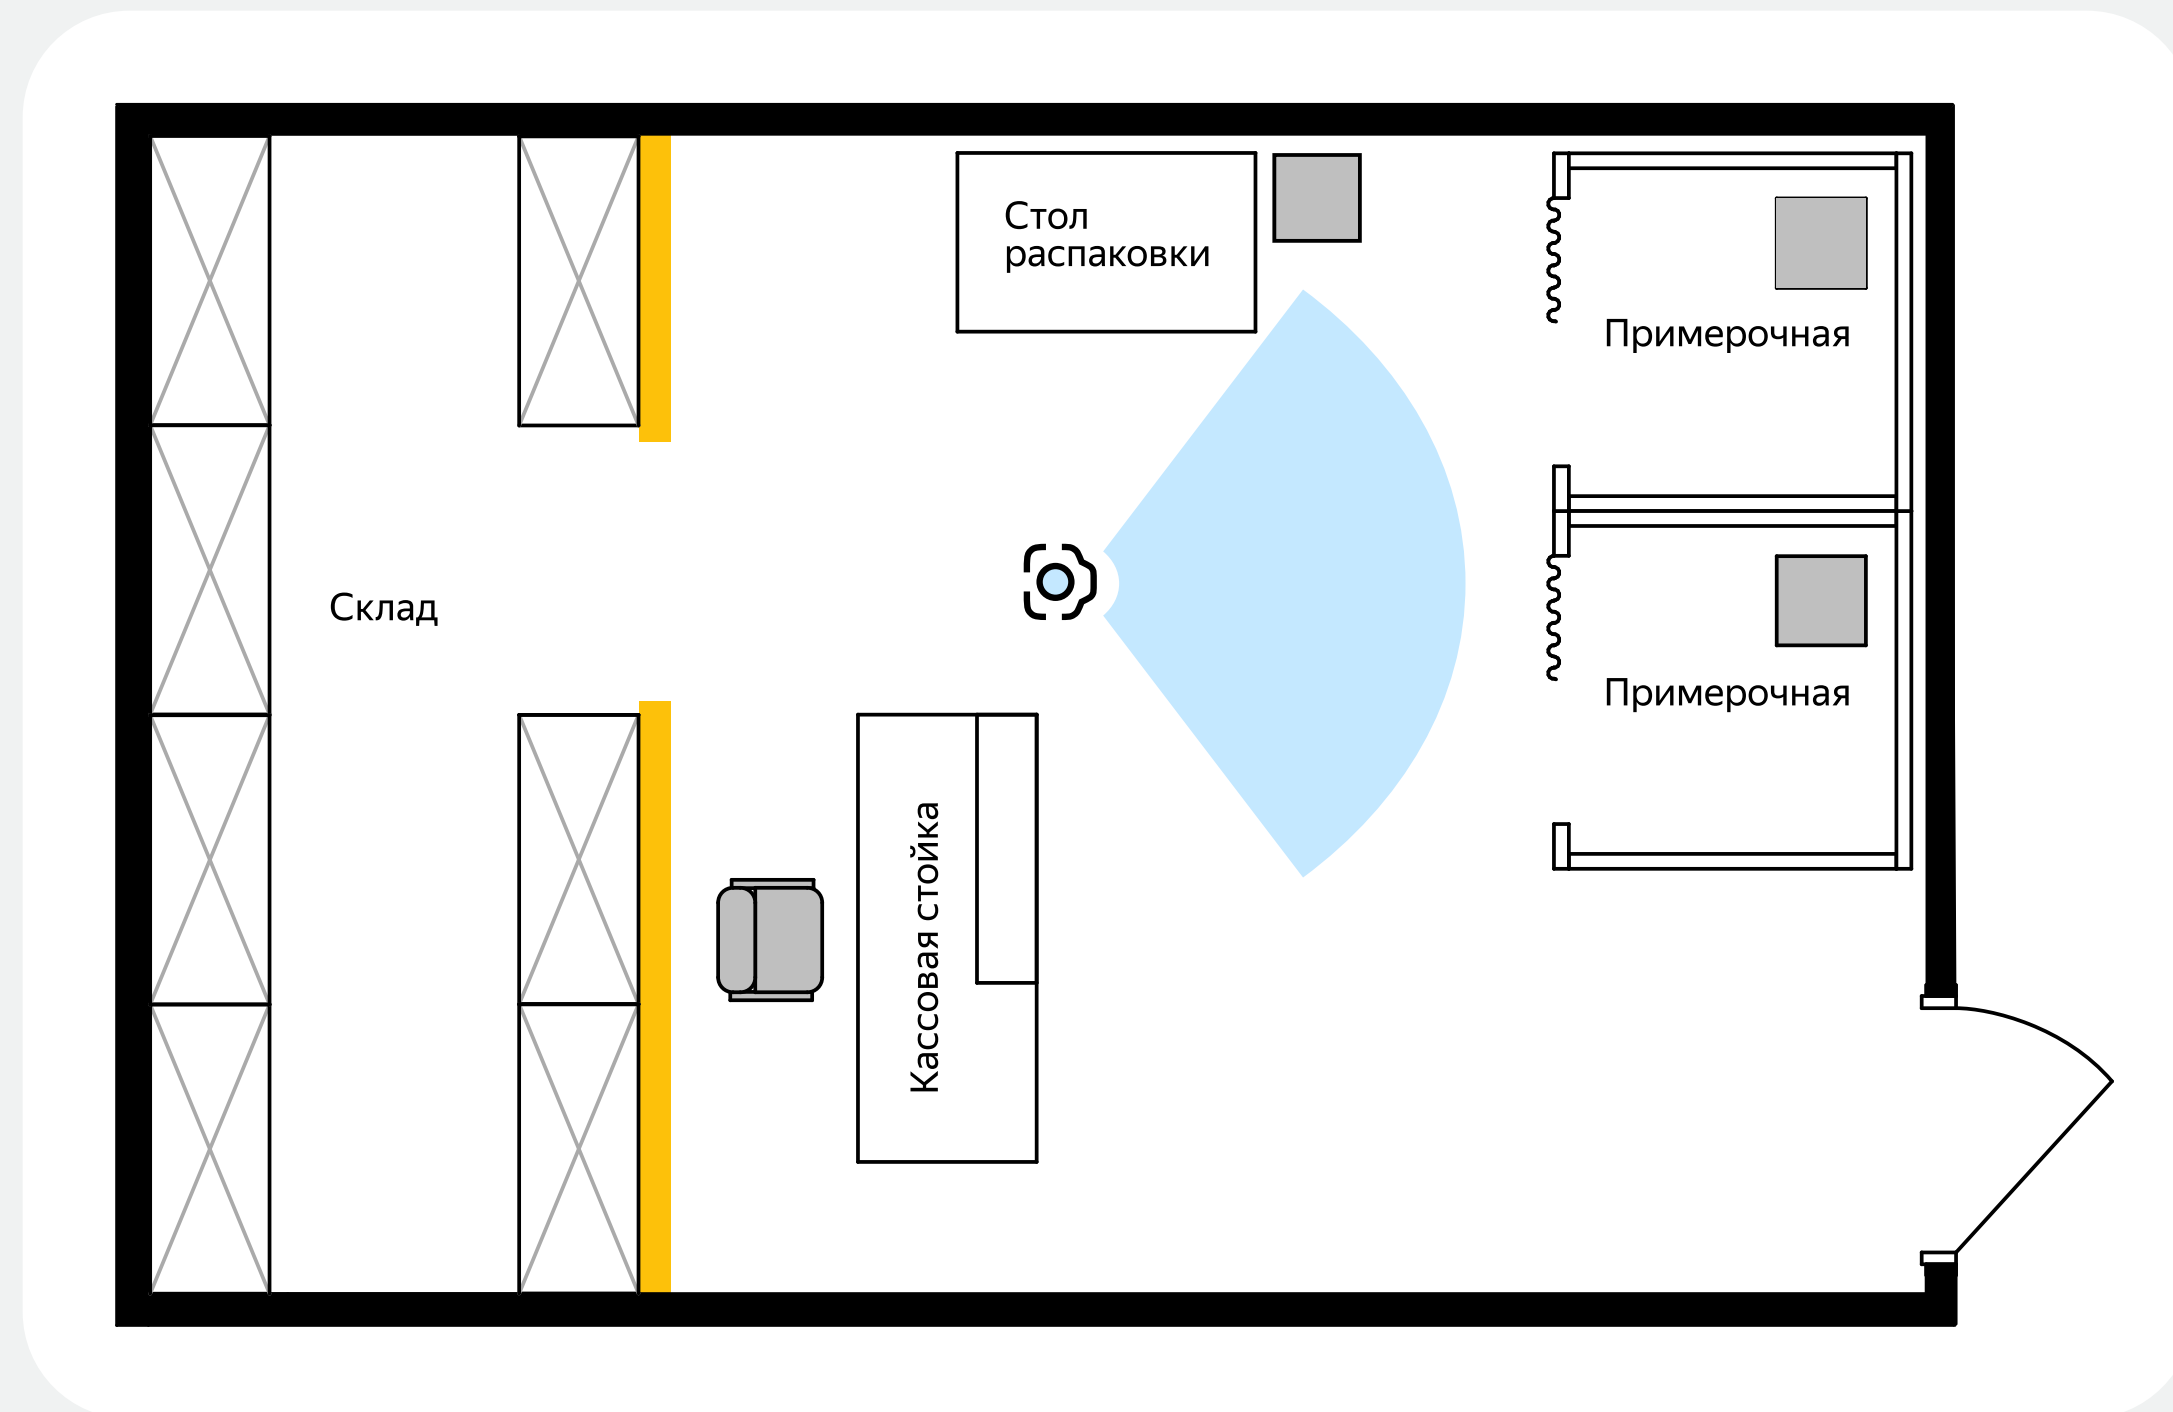 Стол
распаковки
Примерочная
Склад
Примерочная
Кассовая стойка